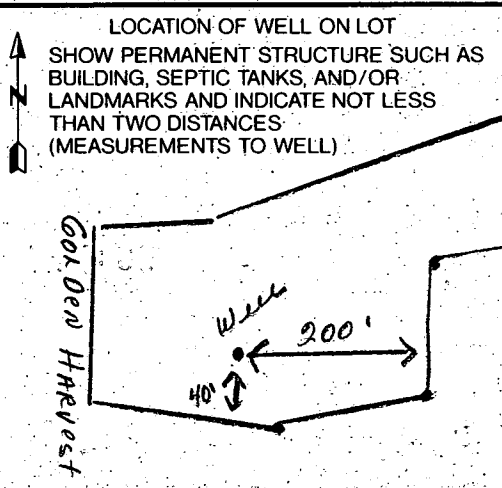 LOCATION OF WELL ON LOT
SHOW PERMANENT STRUCTURE SUCH AS
BUILDING, SEPTIC TANKS, AND/OR
LANDMARKS AND INDICATE NOT LESS
THAN TWO DISTANCES
(MEASUREMENTS TO WELL)
N
GOLDEN HARVEST
Well
200'
40'